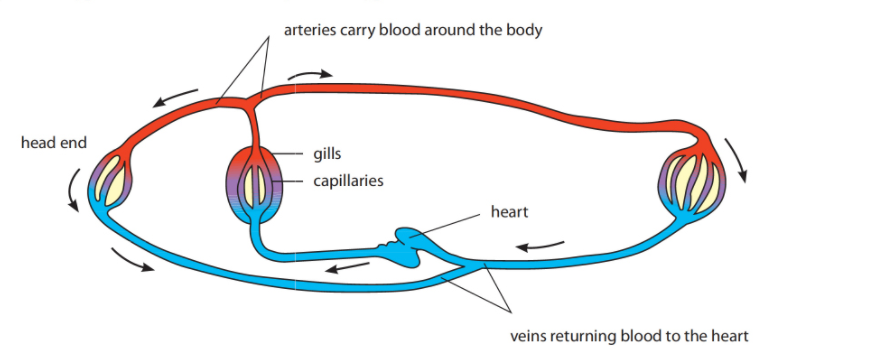 arteries carry blood around the body
head end
gills
capillaries
heart
veins returning blood to the heart